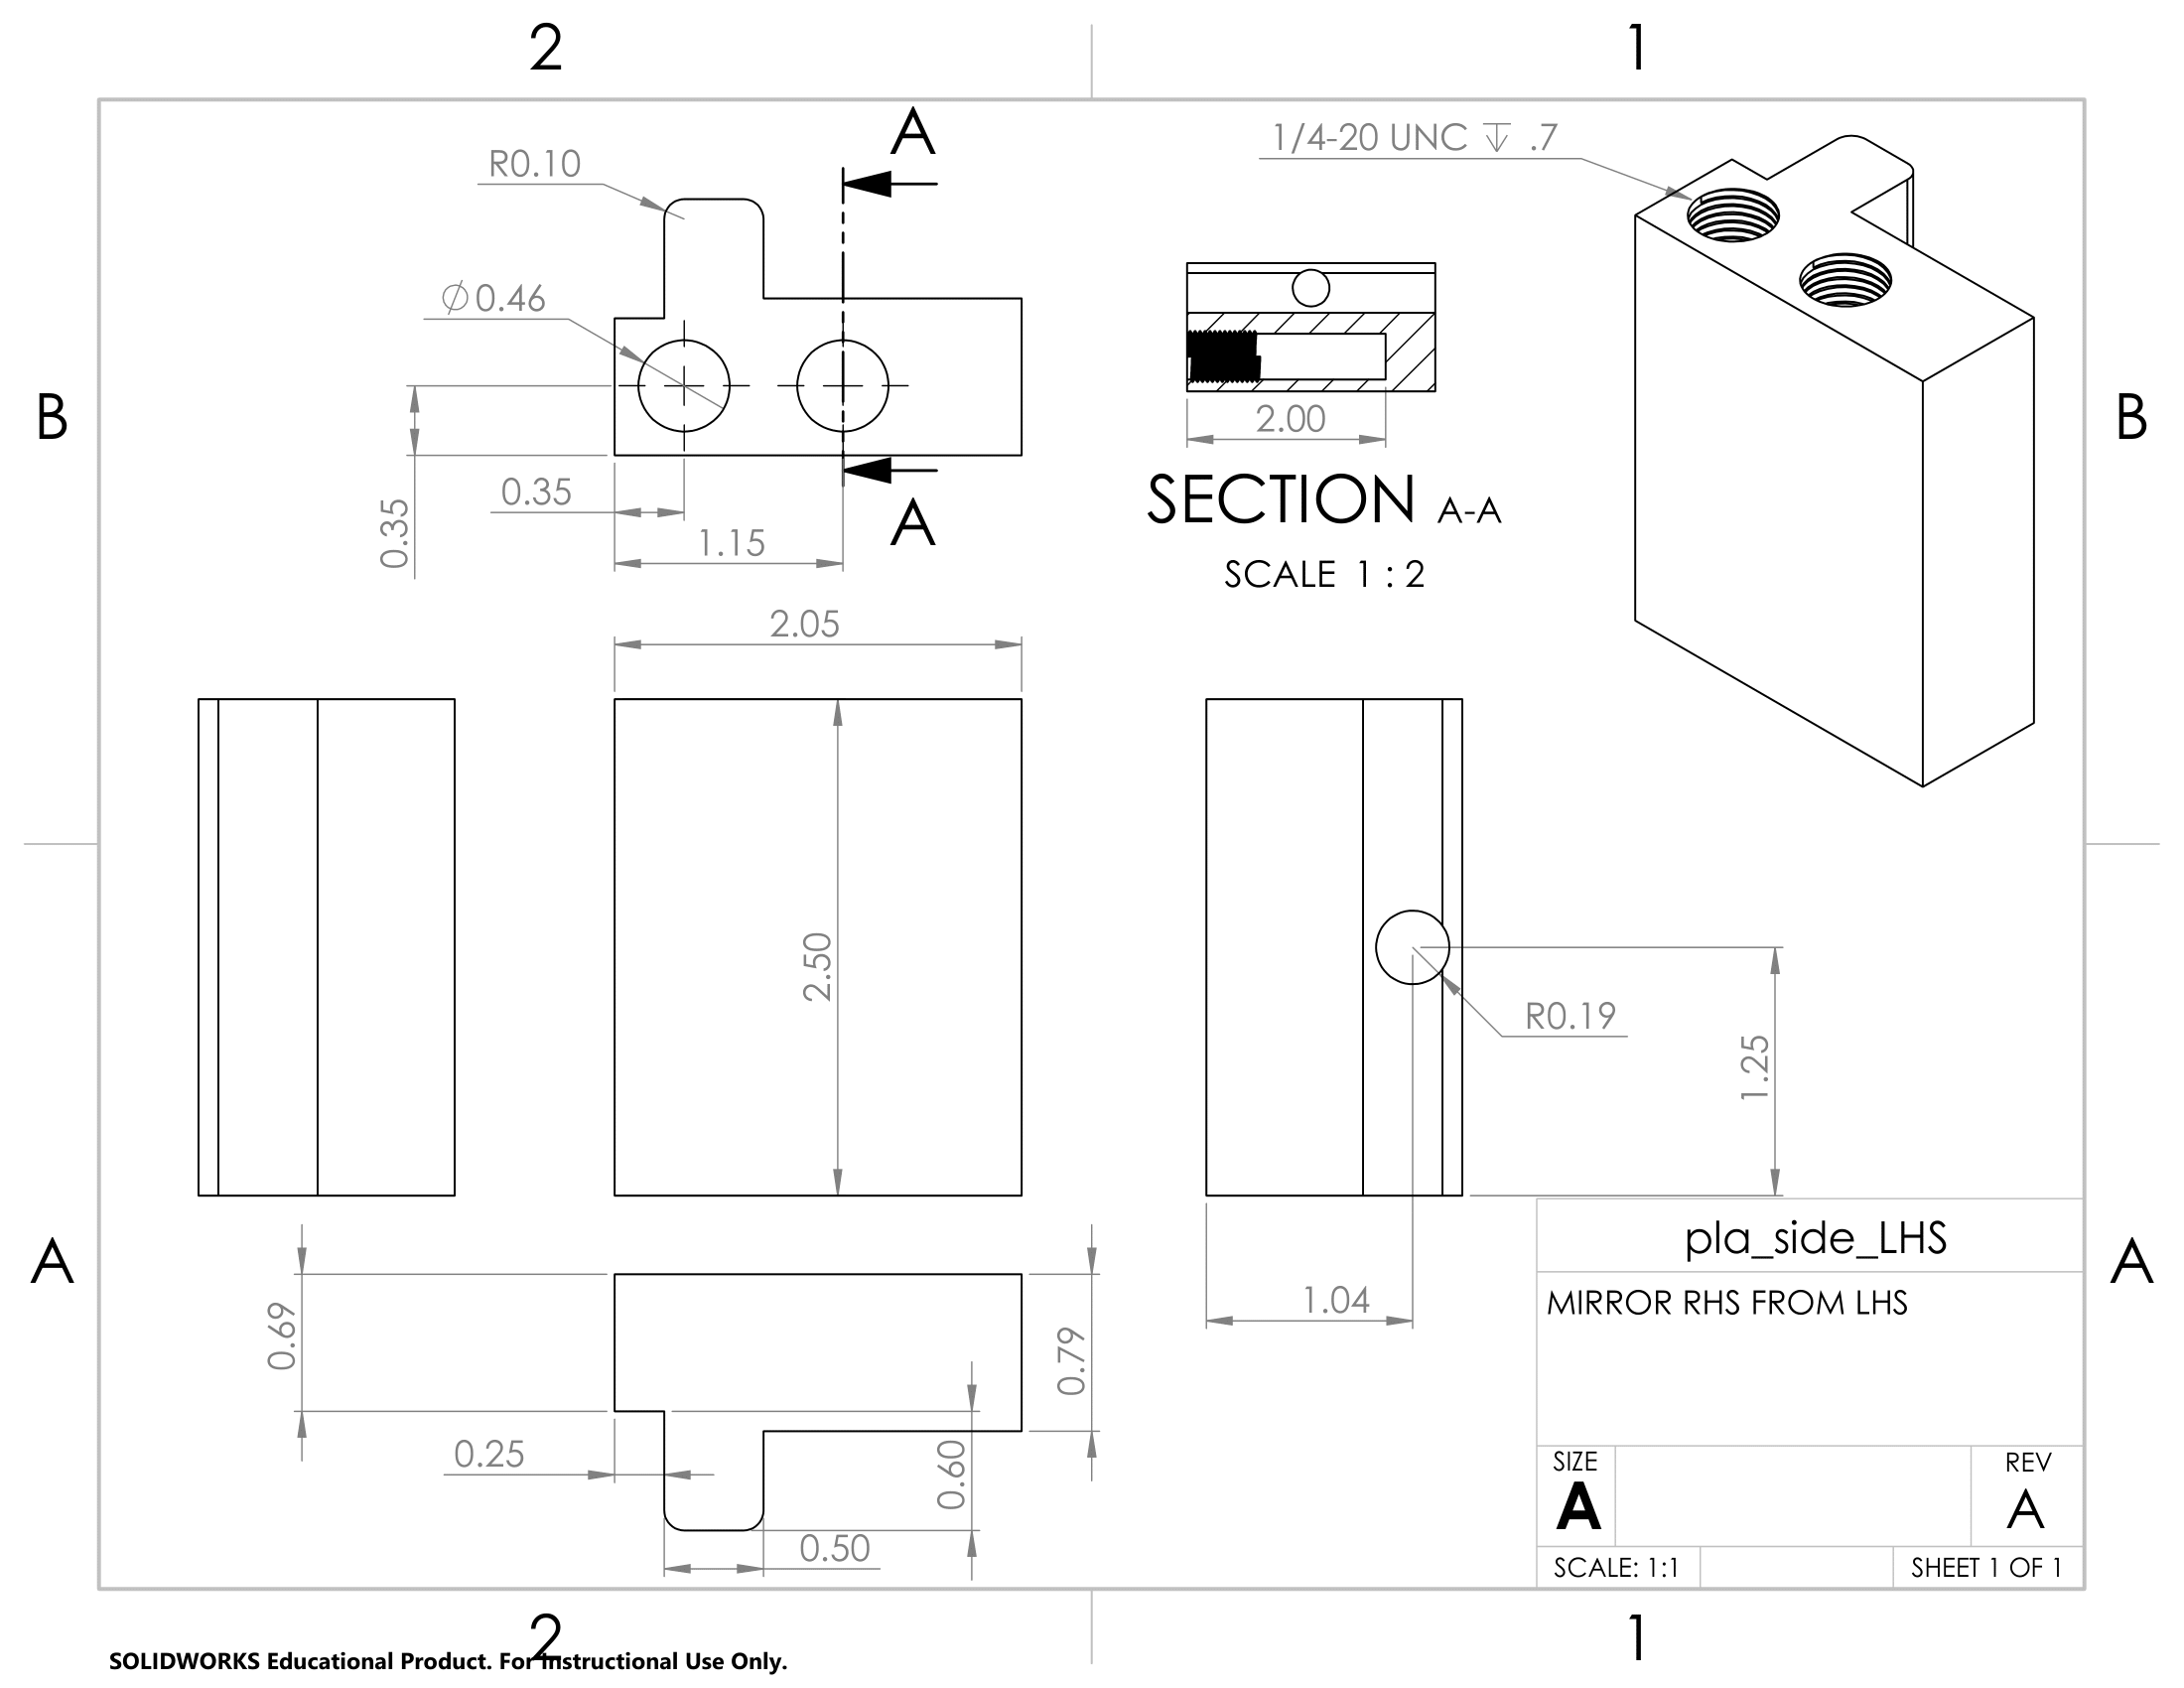 2
1
A
R0.10
1/4-20 UNC ↧ .7
∅0.46
B
B
0.35
0.35
2.00
1.15
A
SECTION A-A
SCALE 1 : 2
2.05
2.50
R0.19
1.25
A
pla_side_LHS
A
MIRROR RHS FROM LHS
1.04
0.69
0.79
0.25
0.60
0.50
SIZE
A
REV
A
SCALE: 1:1
SHEET 1 OF 1
2
1
SOLIDWORKS Educational Product. For Instructional Use Only.